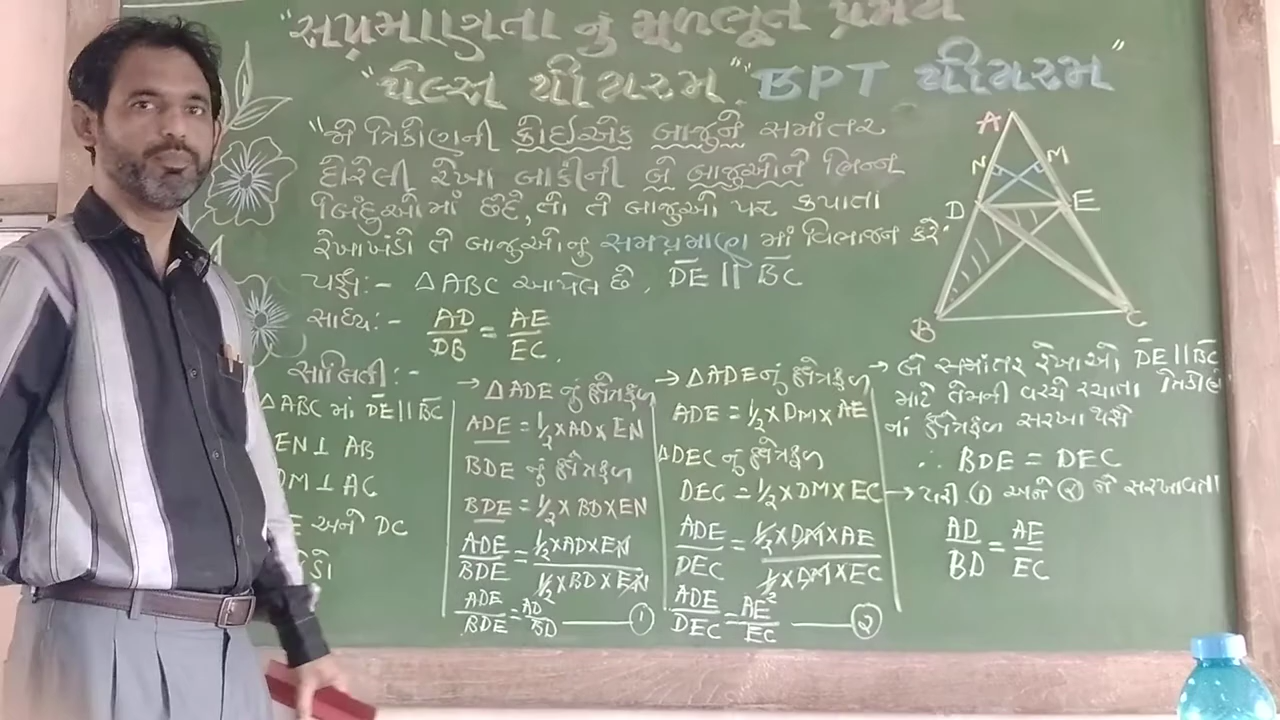 "સપ્રમાણતા નું મૂળભૂત પ્રમેય
"થેલ્સ થીયરમ" BPT થીયરમ"
"જો ત્રિકોણની કોઇએક બાજુને સમાંતર
દોરેલી રેખા બાકીની બે બાજુઓને ભિન્ન
બિંદુઓમાં છેદે, તો તે બાજુઓ પર કપાતા
રેખાખંડો તે બાજુઓનુ સમપ્રમાણ માં વિભાજન કરે.
પક્ષ:- △ABC આપેલ છે. DE || BC
સાધ્ય:- AD/DB = AE/EC.
સાબિતી:-
△ABC માં DE || BC
EN ⊥ AB
DM ⊥ AC
અને DC
→ △ADE નું ક્ષેત્રફળ
ADE = 1/2 × AD × EN
BDE નું ક્ષેત્રફળ
BDE = 1/2 × BD × EN
ADE/BDE = 1/2 × AD × EN / 1/2 × BD × EN
ADE/BDE = AD/BD —— ①
→ △ADE નું ક્ષેત્રફળ
ADE = 1/2 × DM × AE
△DEC નું ક્ષેત્રફળ
DEC = 1/2 × DM × EC
ADE/DEC = 1/2 × DM × AE / 1/2 × DM × EC
ADE/DEC = AE/EC —— ②
→ બે સમાંતર રેખાઓ DE || BC
માટે તેમની વચ્ચે રચાતા ત્રિકોણો
નાં ક્ષેત્રફળ સરખા થશે
∴ BDE = DEC
→ પરી ① અને ② ને સરખાવતા
AD/BD = AE/EC
A
N M
D E
B C